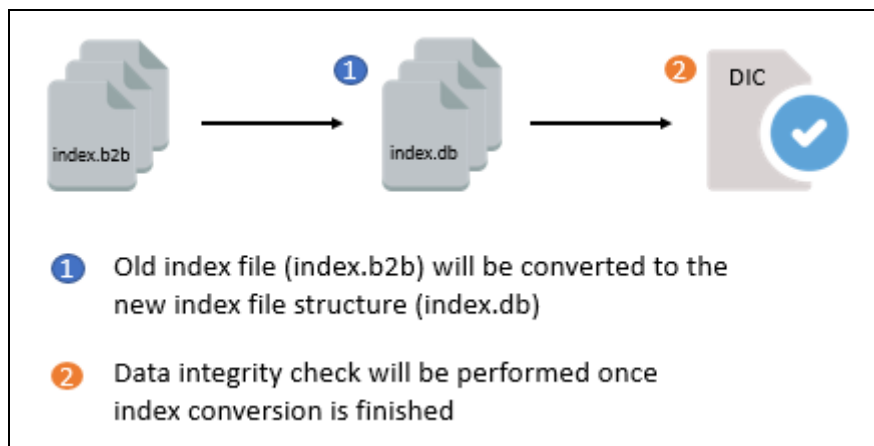 index.b2b
1
index.db
2
DIC
1 Old index file (index.b2b) will be converted to the
new index file structure (index.db)
2 Data integrity check will be performed once
index conversion is finished